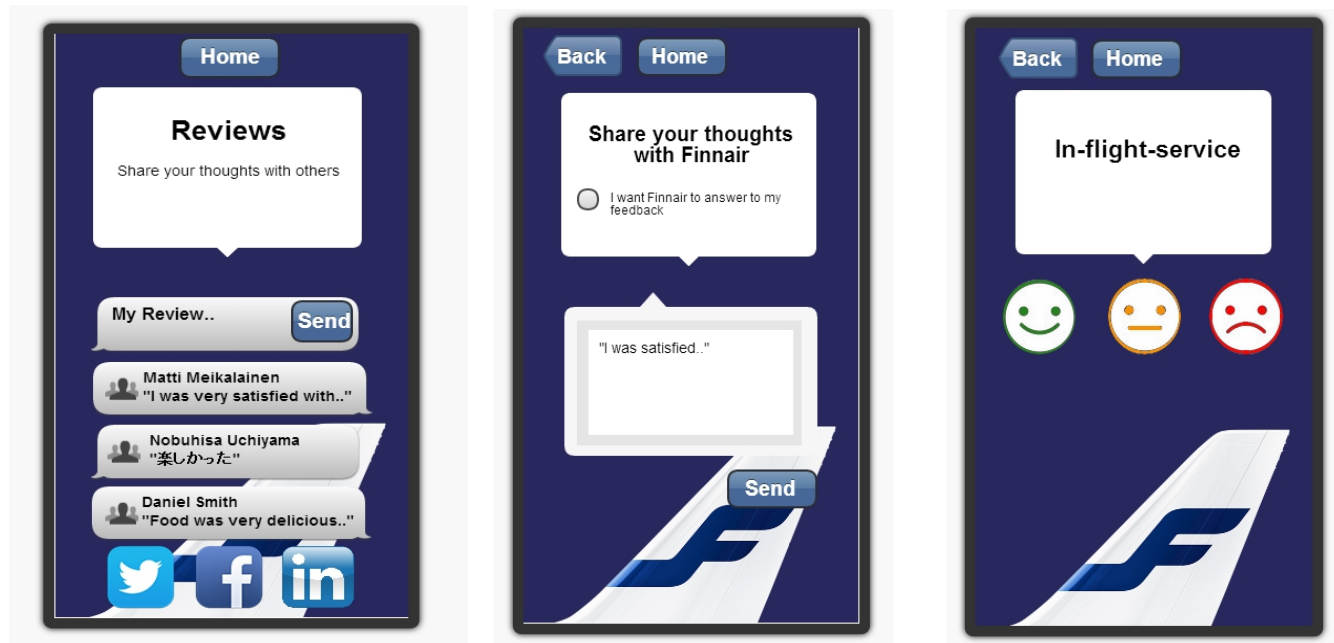 Home
Reviews
Share your thoughts with others
My Review..
Send
Matti Meikalainen
"I was very satisfied with.."
Nobuhisa Uchiyama
"楽しかった"
Daniel Smith
"Food was very delicious.."
f
in
Back
Home
Share your thoughts
with Finnair
I want Finnair to answer to my
feedback
"I was satisfied.."
Send
Back
Home
In-flight-service